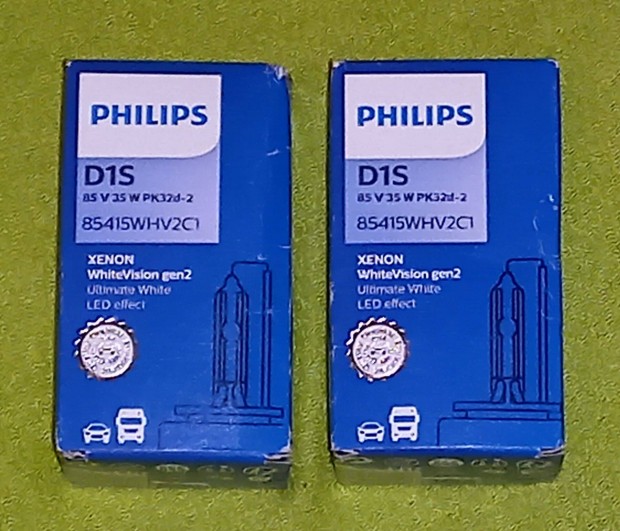 PHILIPS
D1S
85 V 35 W PK32d-2
85415WHV2C1
XENON
WhiteVision gen2
Ultimate White
LED effect
PHILIPS
D1S
85 V 35 W PK32d-2
85415WHV2C1
XENON
WhiteVision gen2
Ultimate White
LED effect